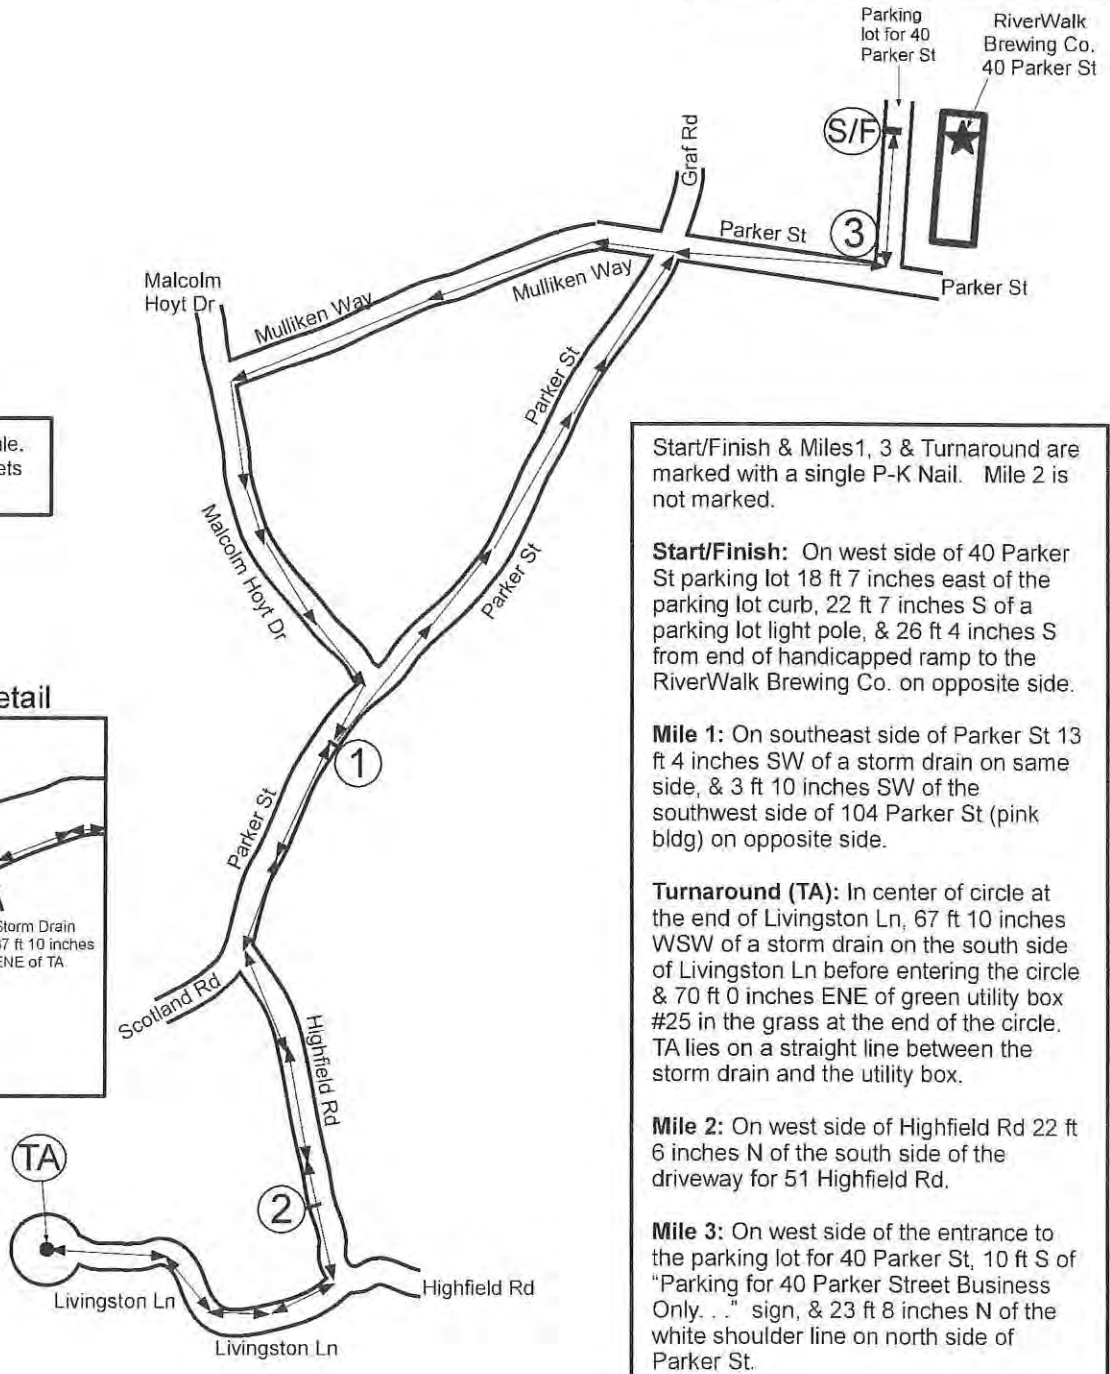 Parking
lot for 40
Parker St
RiverWalk
Brewing Co.
40 Parker St
S/F
Graf Rd
Parker St
3
Parker St
Malcolm
Hoyt Dr
Mulliken Way
Mulliken Way
Parker St
ets
Malcolm Hoyt Dr
Parker St
etail
1
Parker St
Storm Drain
67 ft 10 inches
ENE of TA
Scotland Rd
Highfield Rd
TA
2
Livingston Ln
Highfield Rd
Livingston Ln
Start/Finish & Miles1, 3 & Turnaround are
marked with a single P-K Nail. Mile 2 is
not marked.
Start/Finish: On west side of 40 Parker
St parking lot 18 ft 7 inches east of the
parking lot curb, 22 ft 7 inches S of a
parking lot light pole, & 26 ft 4 inches S
from end of handicapped ramp to the
RiverWalk Brewing Co. on opposite side.
Mile 1: On southeast side of Parker St 13
ft 4 inches SW of a storm drain on same
side, & 3 ft 10 inches SW of the
southwest side of 104 Parker St (pink
bldg) on opposite side.
Turnaround (TA): In center of circle at
the end of Livingston Ln, 67 ft 10 inches
WSW of a storm drain on the south side
of Livingston Ln before entering the circle
& 70 ft 0 inches ENE of green utility box
#25 in the grass at the end of the circle.
TA lies on a straight line between the
storm drain and the utility box.
Mile 2: On west side of Highfield Rd 22 ft
6 inches N of the south side of the
driveway for 51 Highfield Rd.
Mile 3: On west side of the entrance to
the parking lot for 40 Parker St, 10 ft S of
"Parking for 40 Parker Street Business
Only. . ." sign, & 23 ft 8 inches N of the
white shoulder line on north side of
Parker St.